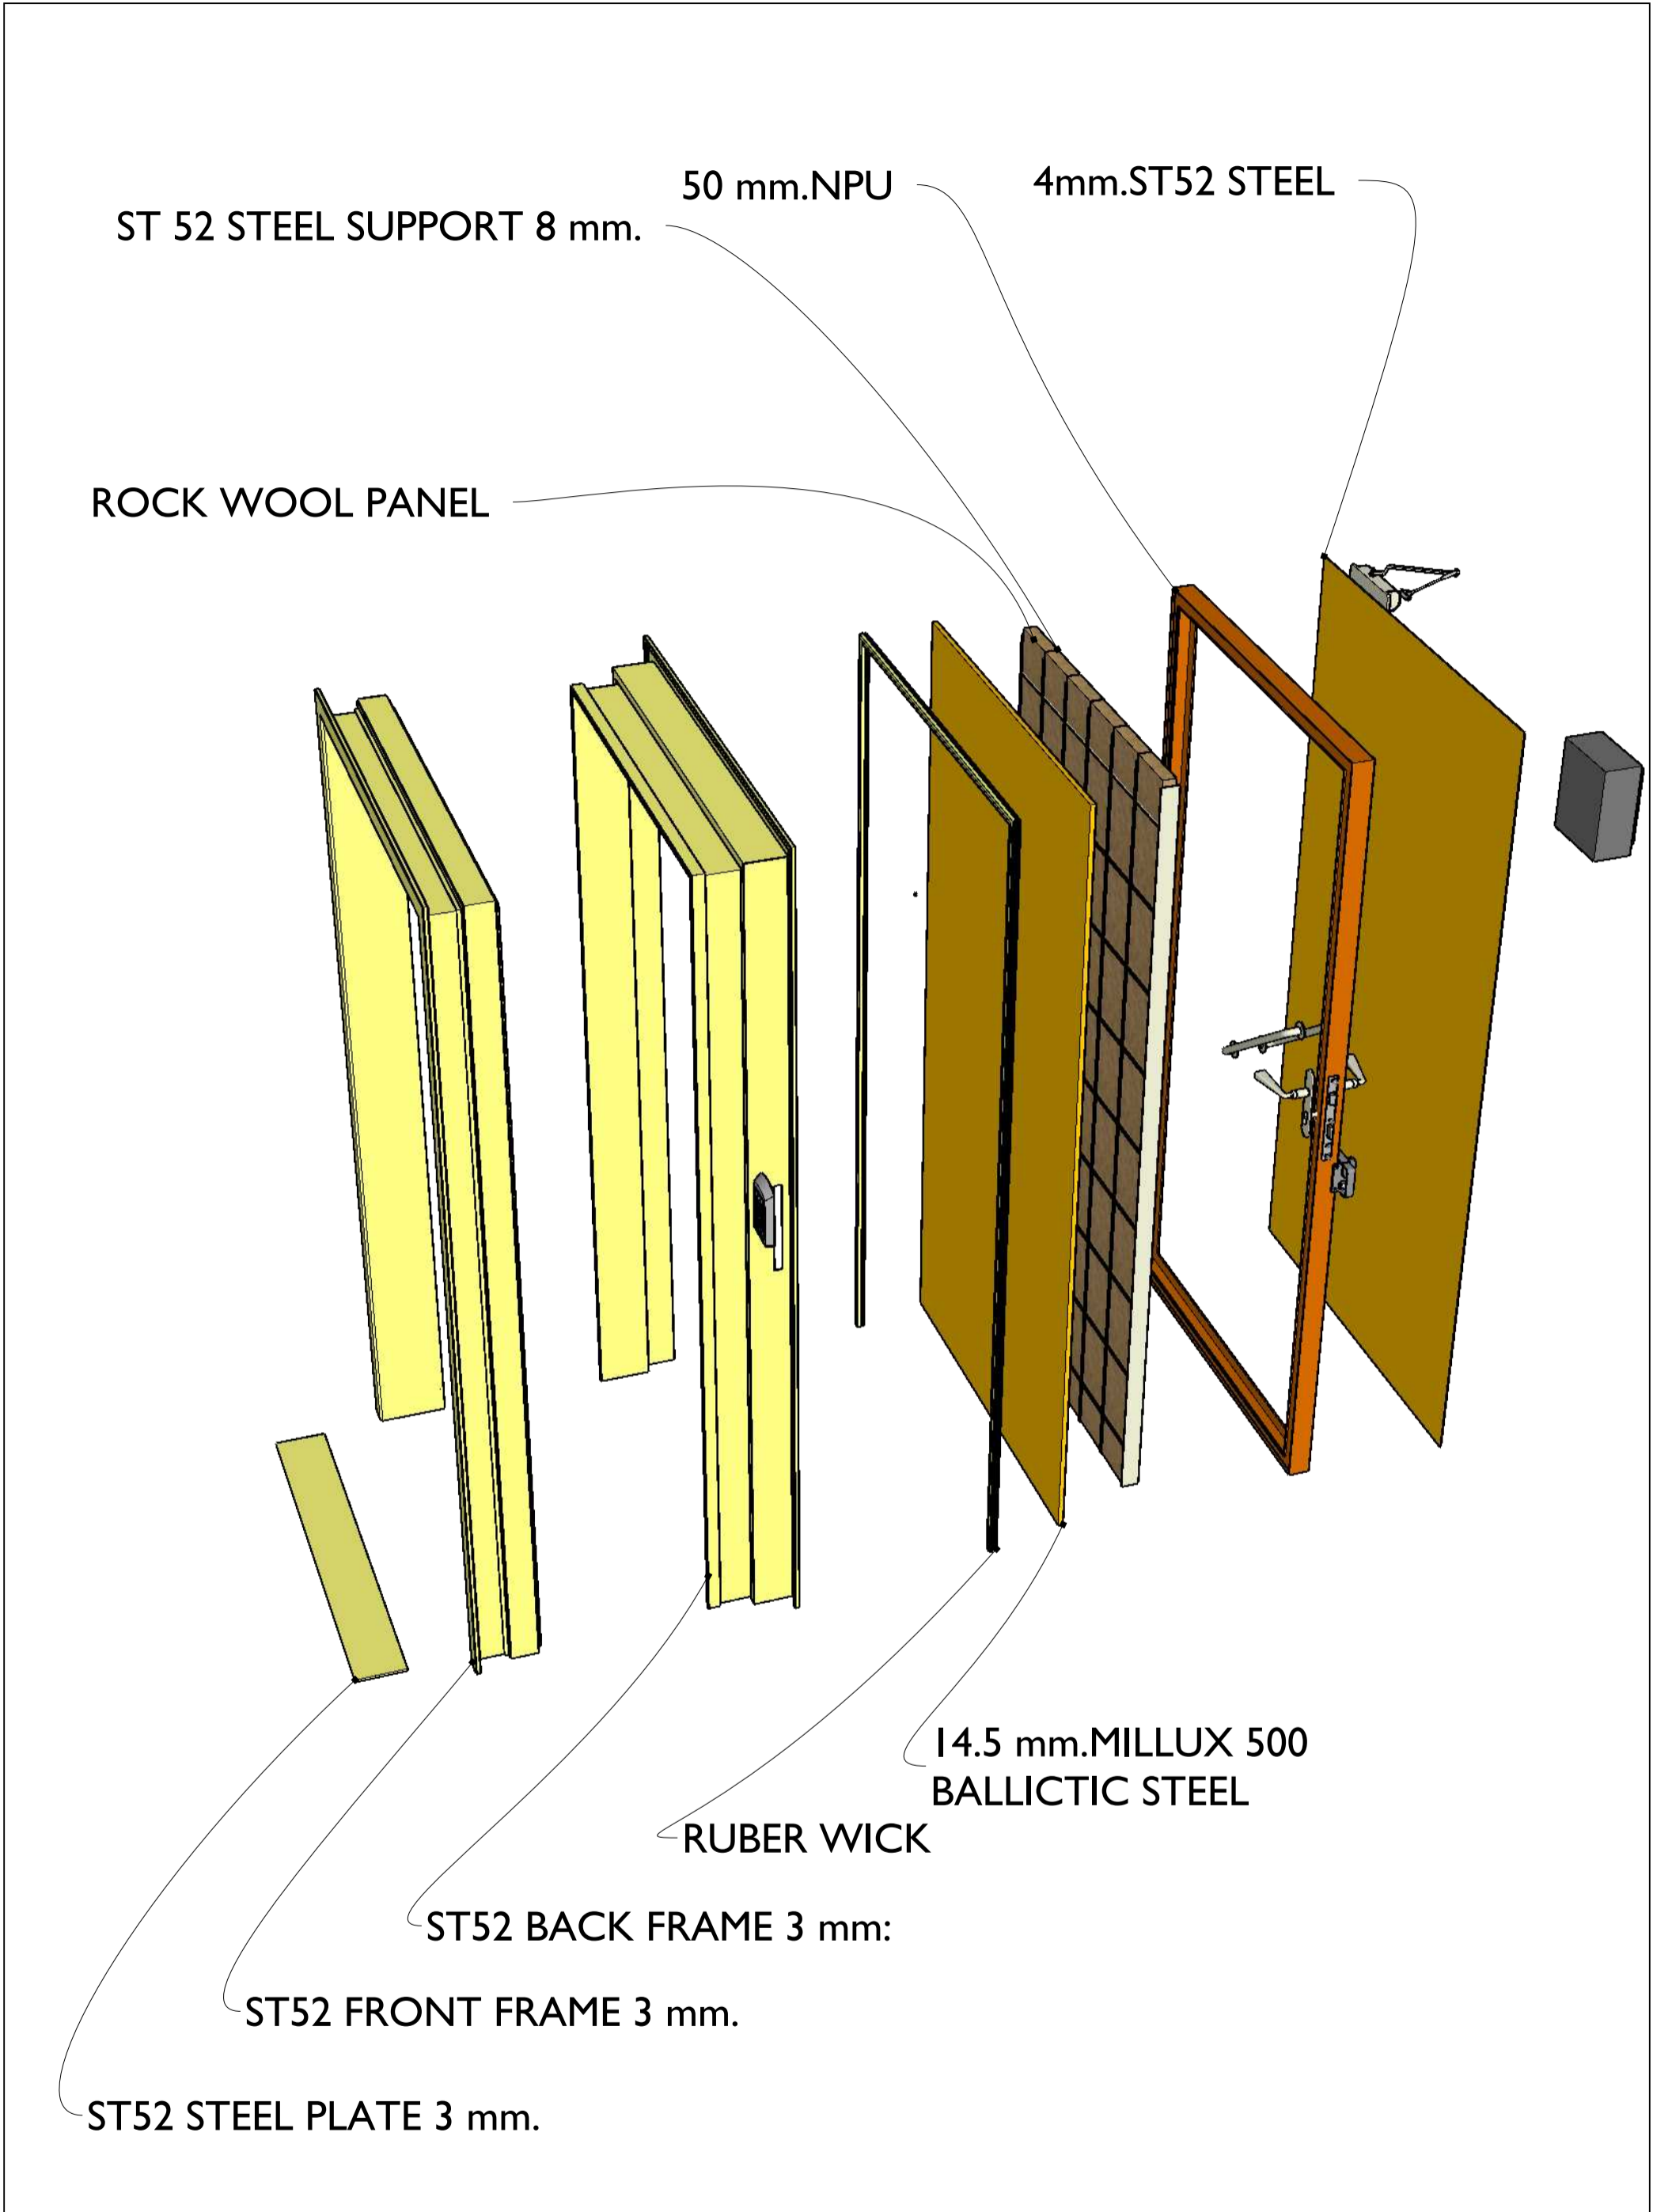 50 mm.NPU
4mm.ST52 STEEL
ST 52 STEEL SUPPORT 8 mm.
ROCK WOOL PANEL
14.5 mm.MILLUX 500
BALLICTIC STEEL
RUBER WICK
ST52 BACK FRAME 3 mm:
ST52 FRONT FRAME 3 mm.
ST52 STEEL PLATE 3 mm.